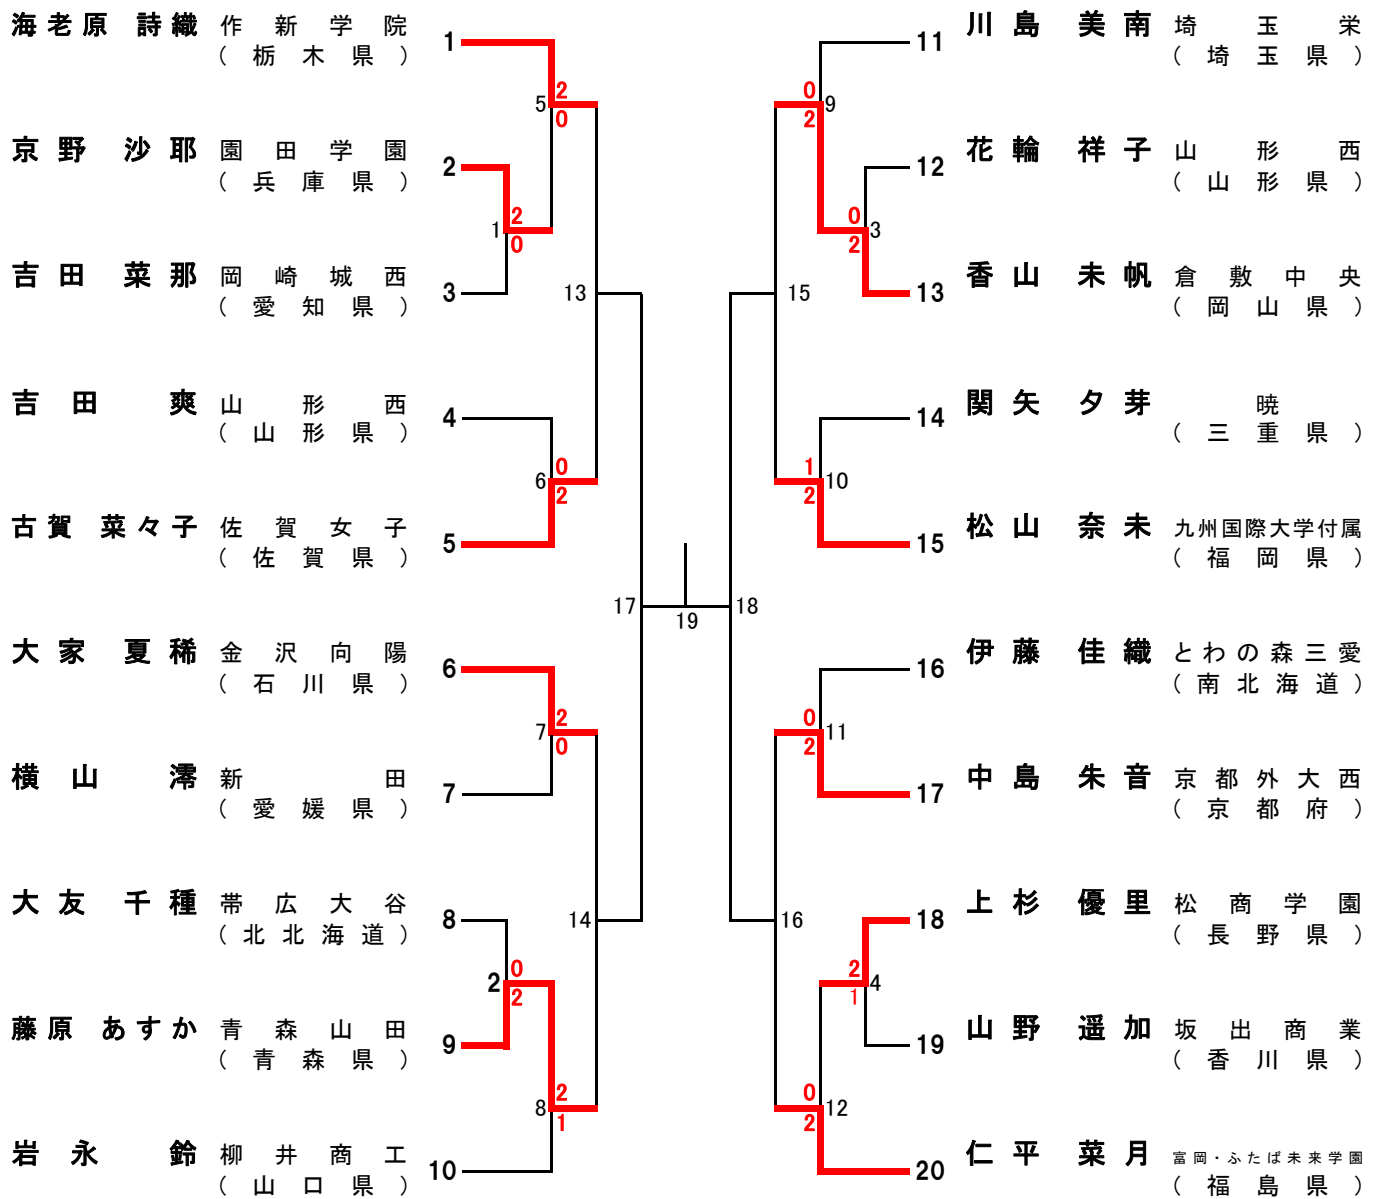 海老原 詩織 作新学院
(栃木県)
1
京野 沙耶 園田学園
(兵庫県)
2
吉田 菜那 岡崎城西
(愛知県)
3
吉田 爽 山形西
(山形県)
4
古賀 菜々子 佐賀女子
(佐賀県)
5
大家 夏稀 金沢向陽
(石川県)
6
横山 澪 新田
(愛媛県)
7
大友 千種 帯広大谷
(北北海道)
8
藤原 あすか 青森山田
(青森県)
9
岩永 鈴 柳井商工
(山口県)
10
5
2
0
1
2
0
13
6
0
2
7
2
0
14
2
0
2
8
2
1
17
19
18
0
9
2
0
3
2
15
1
10
2
0
11
2
16
2
4
1
0
12
2
11
川島 美南 埼玉栄
(埼玉県)
12
花輪 祥子 山形西
(山形県)
13
香山 未帆 倉敷中央
(岡山県)
14
関矢 夕芽 暁
(三重県)
15
松山 奈未 九州国際大学付属
(福岡県)
16
伊藤 佳織 とわの森三愛
(南北海道)
17
中島 朱音 京都外大西
(京都府)
18
上杉 優里 松商学園
(長野県)
19
山野 遥加 坂出商業
(香川県)
20
仁平 菜月 富岡・ふたば未来学園
(福島県)